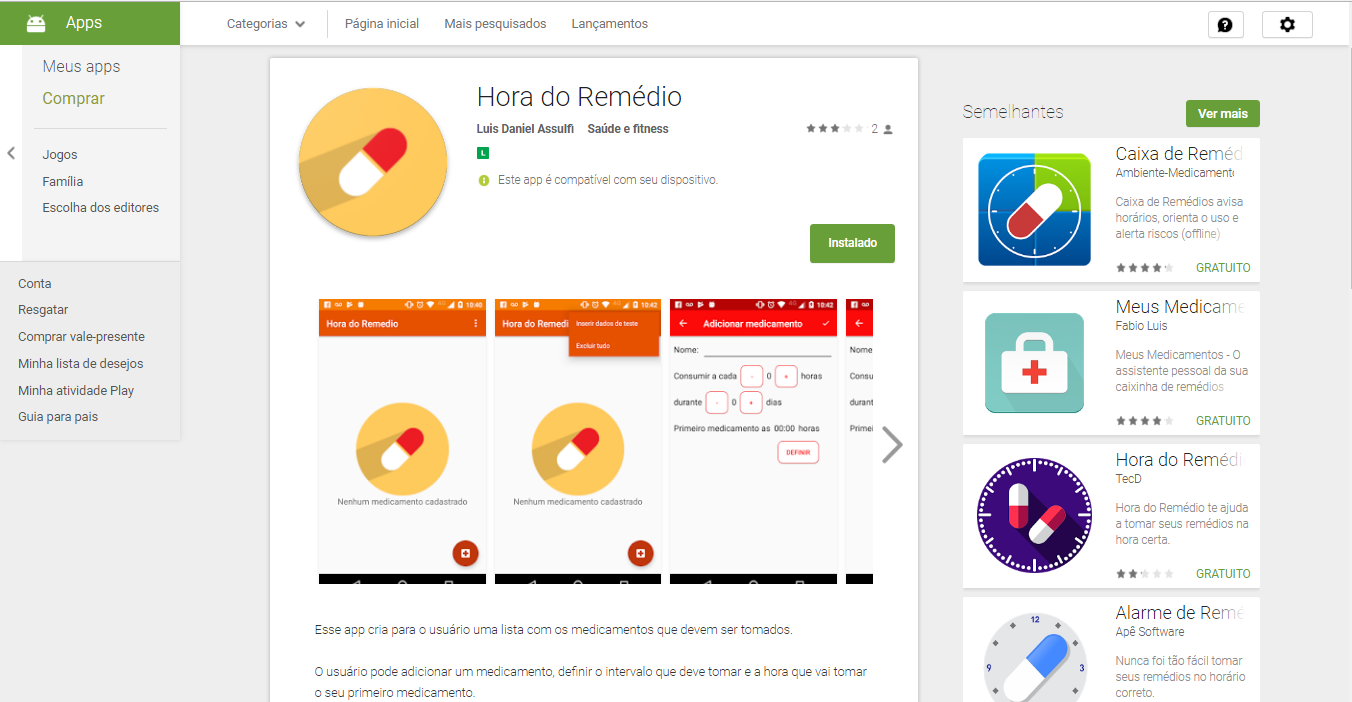 Apps
Categorias
Página inicial
Mais pesquisados
Lançamentos
Meus apps
Comprar
Jogos
Família
Escolha dos editores
Conta
Resgatar
Comprar vale-presente
Minha lista de desejos
Minha atividade Play
Guia para pais
Hora do Remédio
Luis Daniel Assulfi Saúde e fitness
2
L
Este app é compatível com seu dispositivo.
Instalado
10:40
Hora do Remedio
Nenhum medicamento cadastrado
10:42
Hora do Remedi
Inserir dados de teste
Excluir tudo
Nenhum medicamento cadastrado
10:42
Adicionar medicamento
Nome:
Consumir a cada - 0 + horas
durante - 0 + dias
Primeiro medicamento as 00:00 horas
DEFINIR
Nome
Consu
durant
Primei
Esse app cria para o usuário uma lista com os medicamentos que devem ser tomados.
O usuário pode adicionar um medicamento, definir o intervalo que deve tomar e a hora que vai tomar
o seu primeiro medicamento.
Semelhantes
Ver mais
Caixa de Reméd
Ambiente-Medicament
Caixa de Remédios avisa
horários, orienta o uso e
alerta riscos (offline)
GRATUITO
Meus Medicame
Fabio Luis
Meus Medicamentos - O
assistente pessoal da sua
caixinha de remédios
GRATUITO
Hora do Remédi
TecD
Hora do Remédio te ajuda
a tomar seus remédios na
hora certa.
GRATUITO
Alarme de Remé
Apê Software
12
9
3
Nunca foi tão fácil tomar
seus remédios no horário
correto.